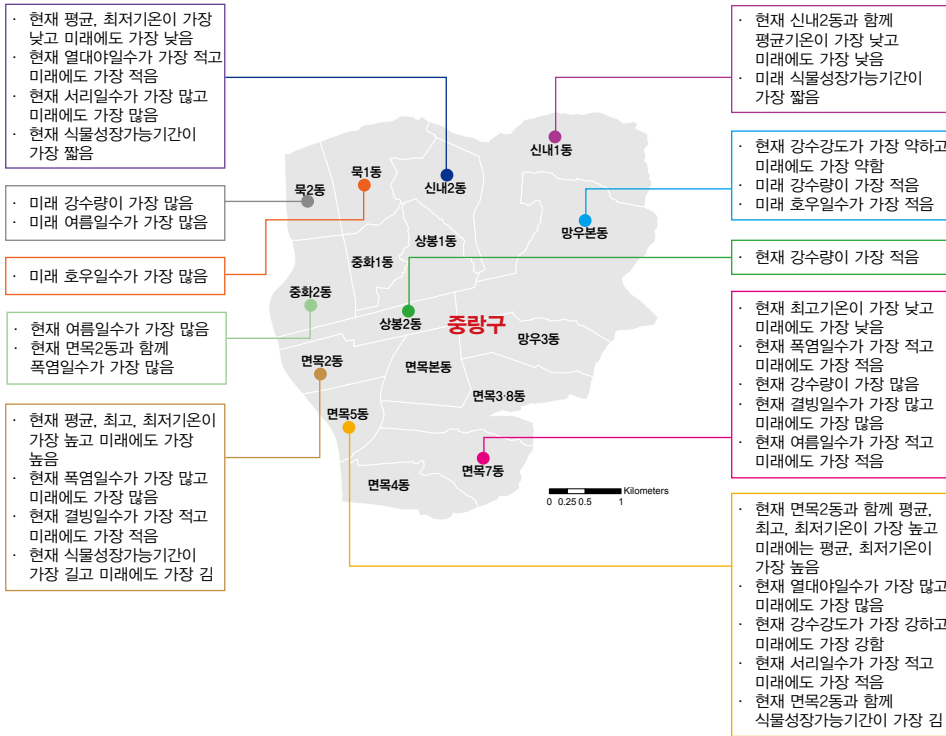 · 현재 평균, 최저기온이 가장
낮고 미래에도 가장 낮음
· 현재 열대야일수가 가장 적고
미래에도 가장 적음
· 현재 서리일수가 가장 많고
미래에도 가장 많음
· 현재 식물성장가능기간이
가장 짧음
· 미래 강수량이 가장 많음
· 미래 여름일수가 가장 많음
· 미래 호우일수가 가장 많음
· 현재 여름일수가 가장 많음
· 현재 면목2동과 함께
폭염일수가 가장 많음
· 현재 평균, 최고, 최저기온이
가장 높고 미래에도 가장
높음
· 현재 폭염일수가 가장 많고
미래에도 가장 많음
· 현재 결빙일수가 가장 적고
미래에도 가장 적음
· 현재 식물성장가능기간이
가장 길고 미래에도 가장 김
신내1동
묵1동
신내2동
묵2동
망우본동
상봉1동
중화1동
중화2동
상봉2동
중랑구
망우3동
면목2동
면목본동
면목3·8동
면목5동
면목7동
면목4동
Kilometers
0 0.25 0.5 1
· 현재 신내2동과 함께
평균기온이 가장 낮고
미래에도 가장 낮음
· 미래 식물성장가능기간이
가장 짧음
· 현재 강수강도가 가장 약하고
미래에도 가장 약함
· 미래 강수량이 가장 적음
· 미래 호우일수가 가장 적음
· 현재 강수량이 가장 적음
· 현재 최고기온이 가장 낮고
미래에도 가장 낮음
· 현재 폭염일수가 가장 적고
미래에도 가장 적음
· 현재 강수량이 가장 많음
· 현재 결빙일수가 가장 많고
미래에도 가장 많음
· 현재 여름일수가 가장 적고
미래에도 가장 적음
· 현재 면목2동과 함께 평균,
최고, 최저기온이 가장 높고
미래에는 평균, 최저기온이
가장 높음
· 현재 열대야일수가 가장 많고
미래에도 가장 많음
· 현재 강수강도가 가장 강하고
미래에도 가장 강함
· 현재 서리일수가 가장 적고
미래에도 가장 적음
· 현재 면목2동과 함께
식물성장가능기간이 가장 김